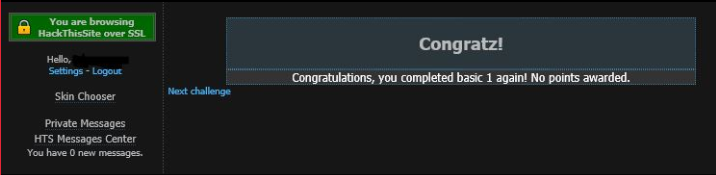 You are browsing
HackThisSite over SSL
Hello,
Settings - Logout
Skin Chooser
Private Messages
HTS Messages Center
You have 0 new messages.
Congratz!
Congratulations, you completed basic 1 again! No points awarded.
Next challenge